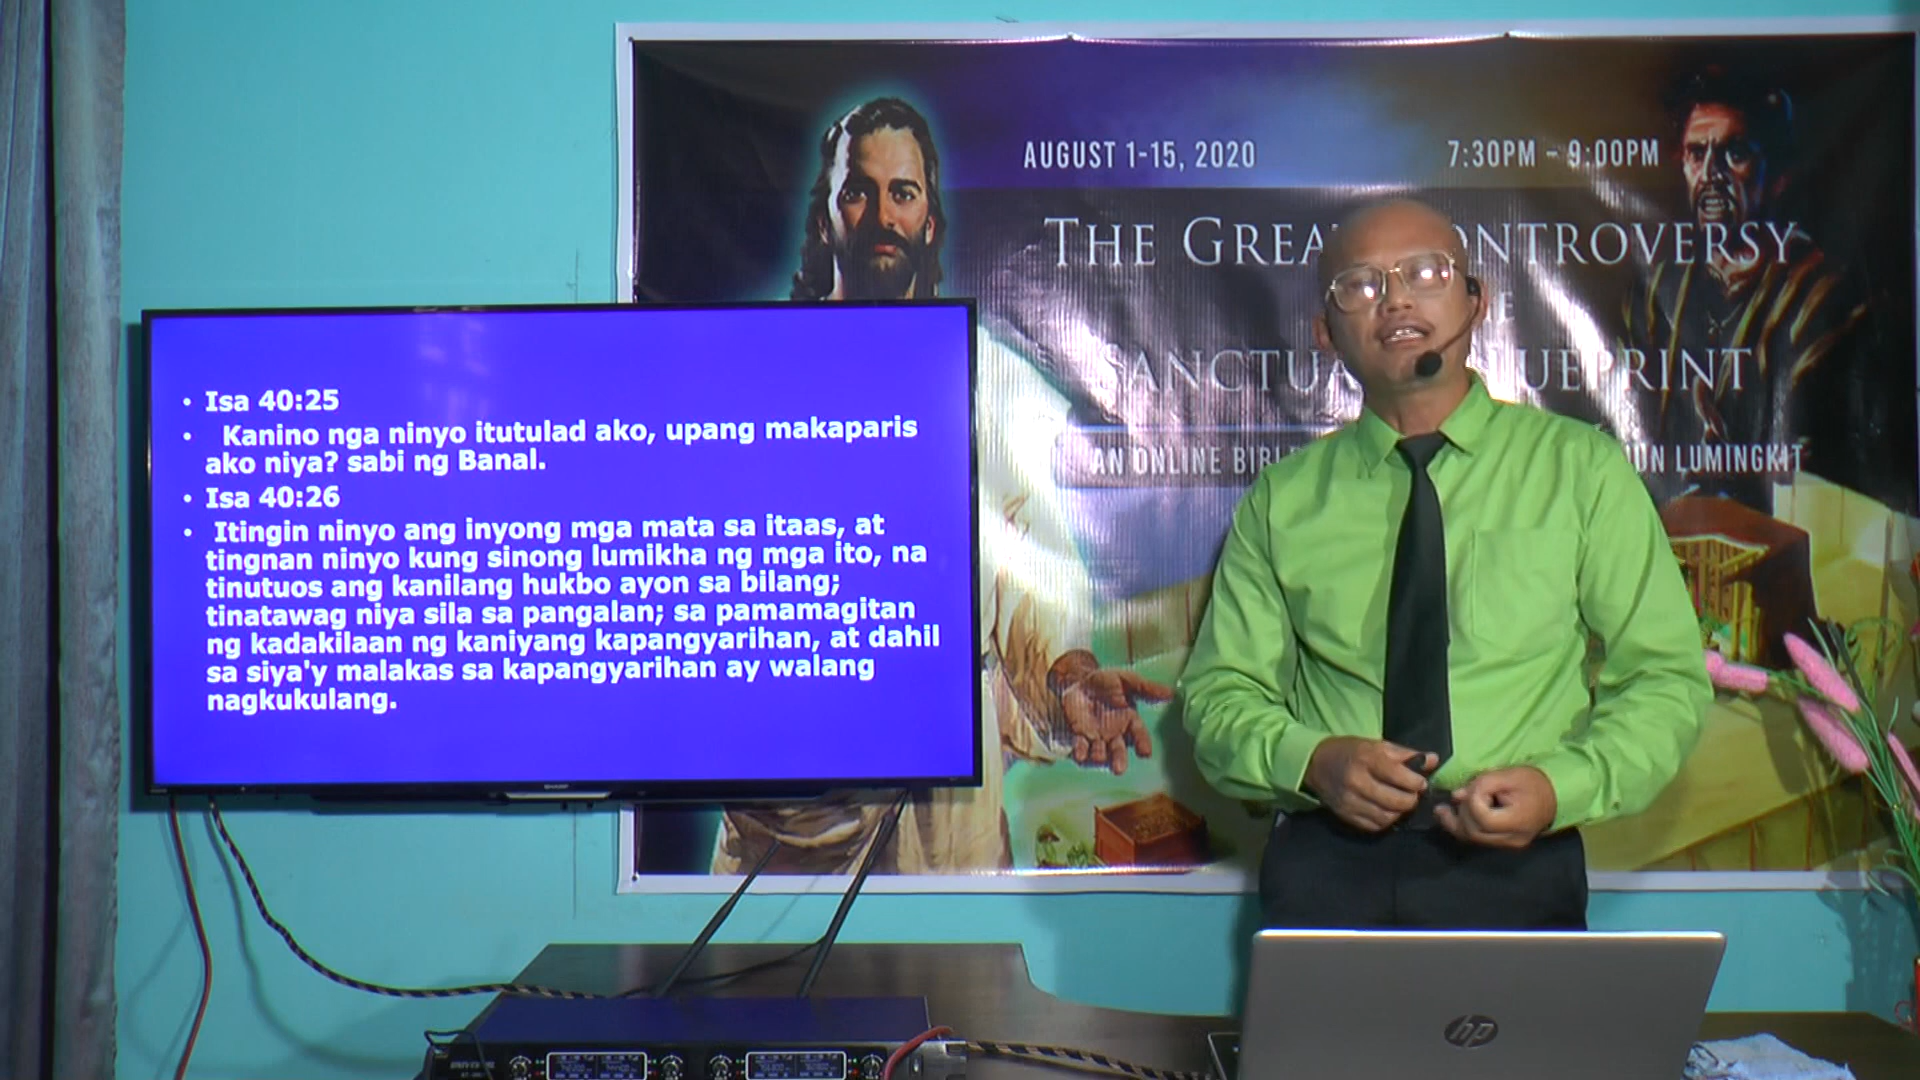 AUGUST 1-15, 2020
7:30PM - 9:00PM
THE GREA ONTROVERSY
SANCTUA UEPRINT
AN ONLINE BIBL
LUMINGKIT
• Isa 40:25
• Kanino nga ninyo itutulad ako, upang makaparis
ako niya? sabi ng Banal.
• Isa 40:26
• Itingin ninyo ang inyong mga mata sa itaas, at
tingnan ninyo kung sinong lumikha ng mga ito, na
tinutuos ang kanilang hukbo ayon sa bilang;
tinatawag niya sila sa pangalan; sa pamamagitan
ng kadakilaan ng kaniyang kapangyarihan, at dahil
sa siya'y malakas sa kapangyarihan ay walang
nagkukulang.
SHARP
hp